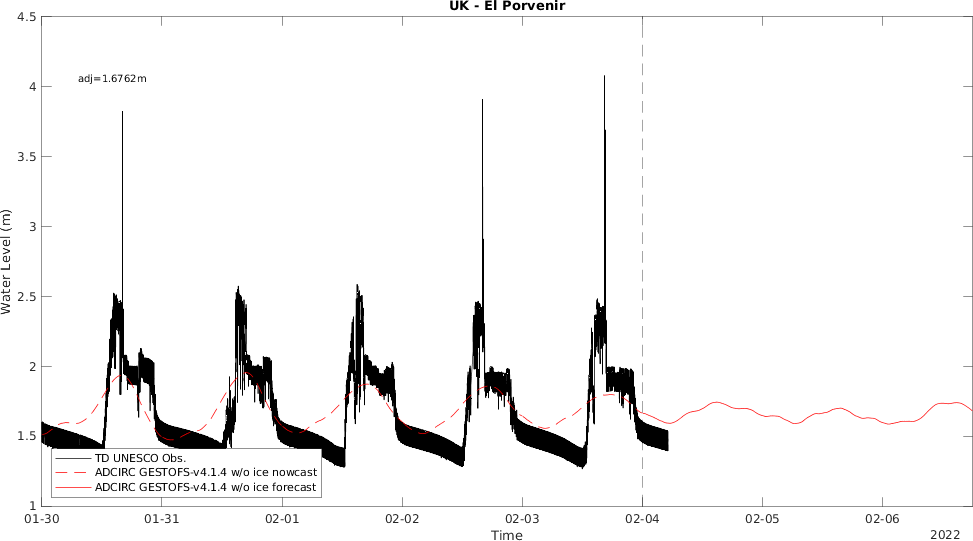 UK - El Porvenir
4.5
4
3.5
3
2.5
2
1.5
1
Water Level (m)
adj=1.6762m
TD UNESCO Obs.
ADCIRC GESTOFS-v4.1.4 w/o ice nowcast
ADCIRC GESTOFS-v4.1.4 w/o ice forecast
01-30 01-31 02-01 02-02 02-03 02-04 02-05 02-06
Time
2022